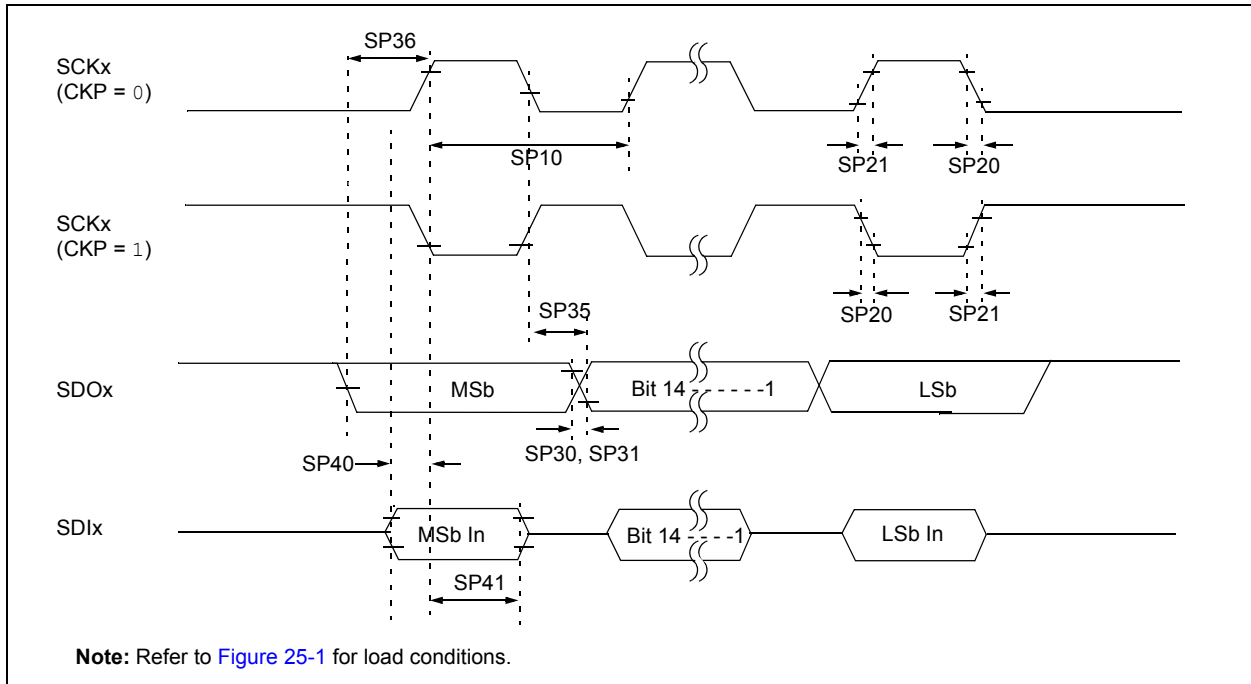 SP36
SCKx
(CKP = 0)
SP10
SP21
SP20
SCKx
(CKP = 1)
SP35
SP20
SP21
SDOx
MSb
Bit 14 - - - - - -1
LSb
SP30, SP31
SP40
SDIx
MSb In
Bit 14 - - - - -1
LSb In
SP41
Note: Refer to Figure 25-1 for load conditions.